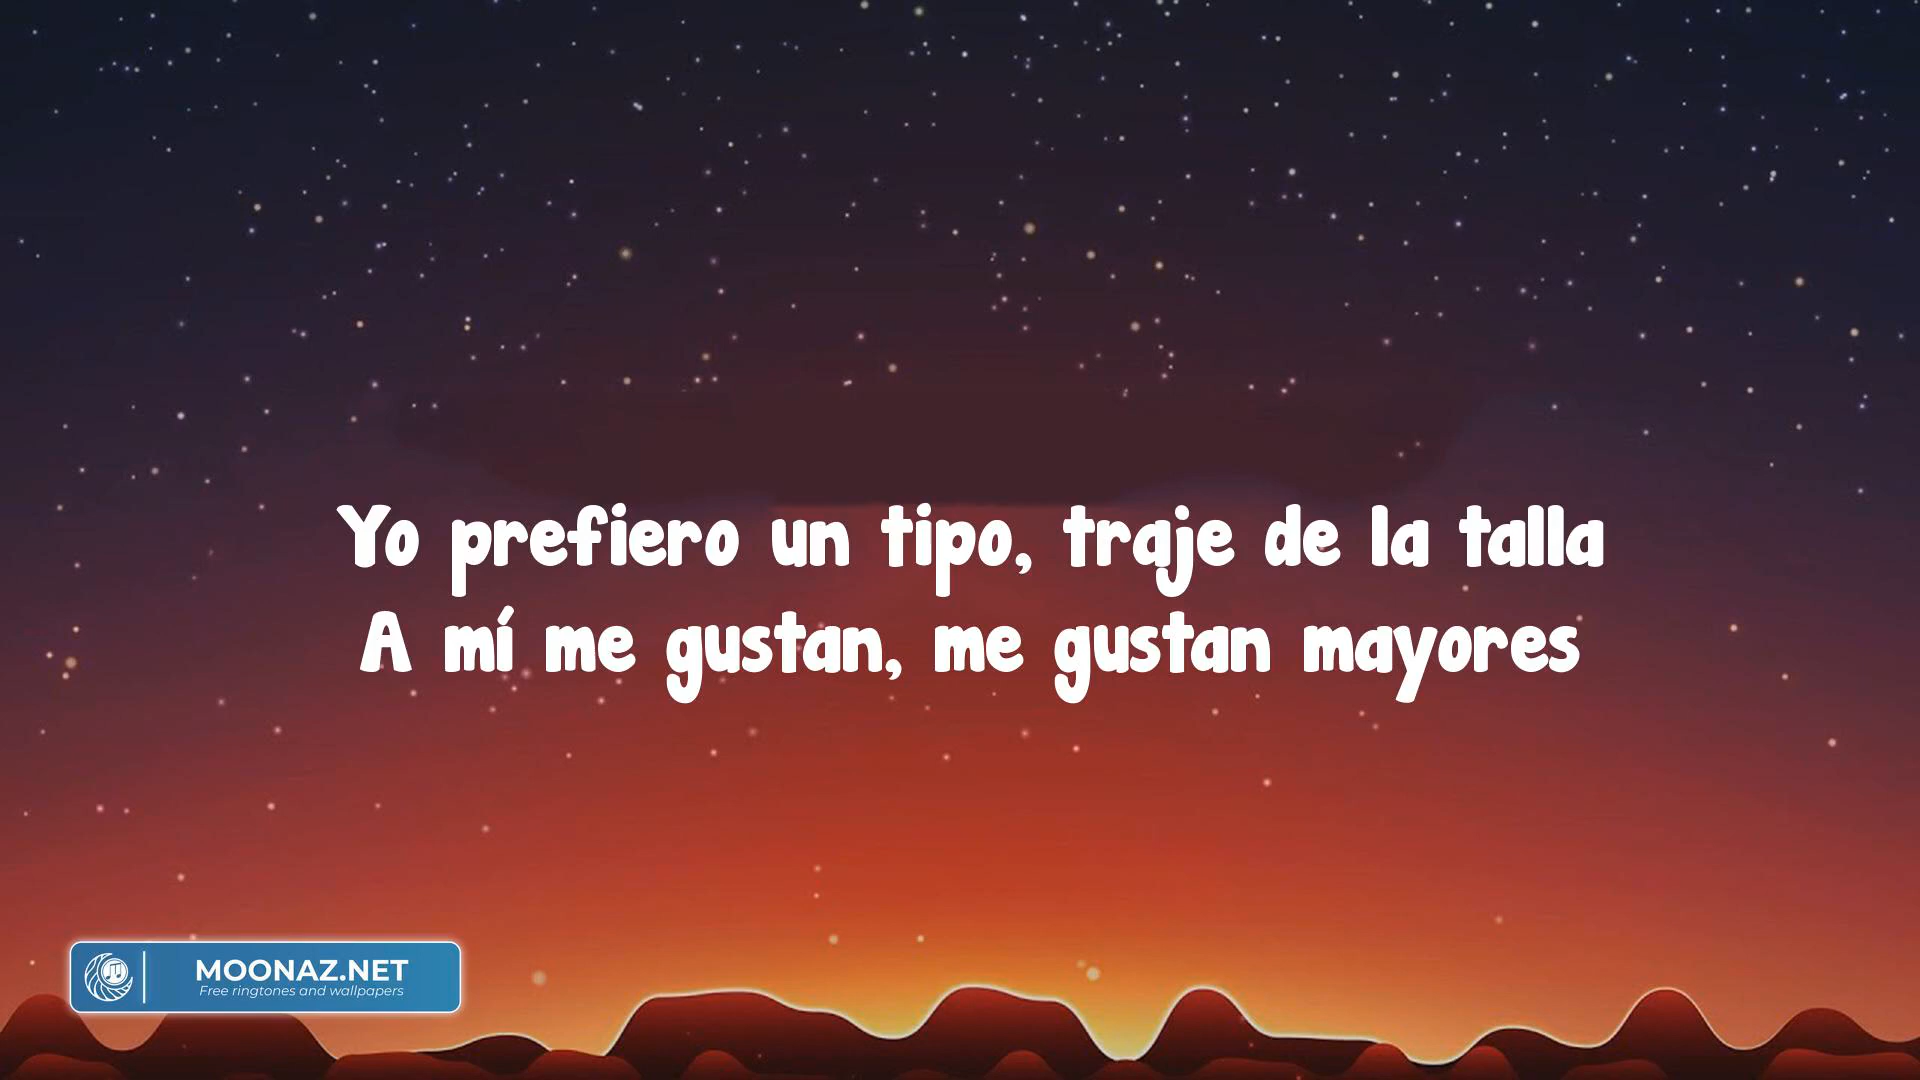 Yo prefiero un tipo, traje de la talla
A mí me gustan, me gustan mayores
MOONAZ.NET
Free ringtones and wallpapers